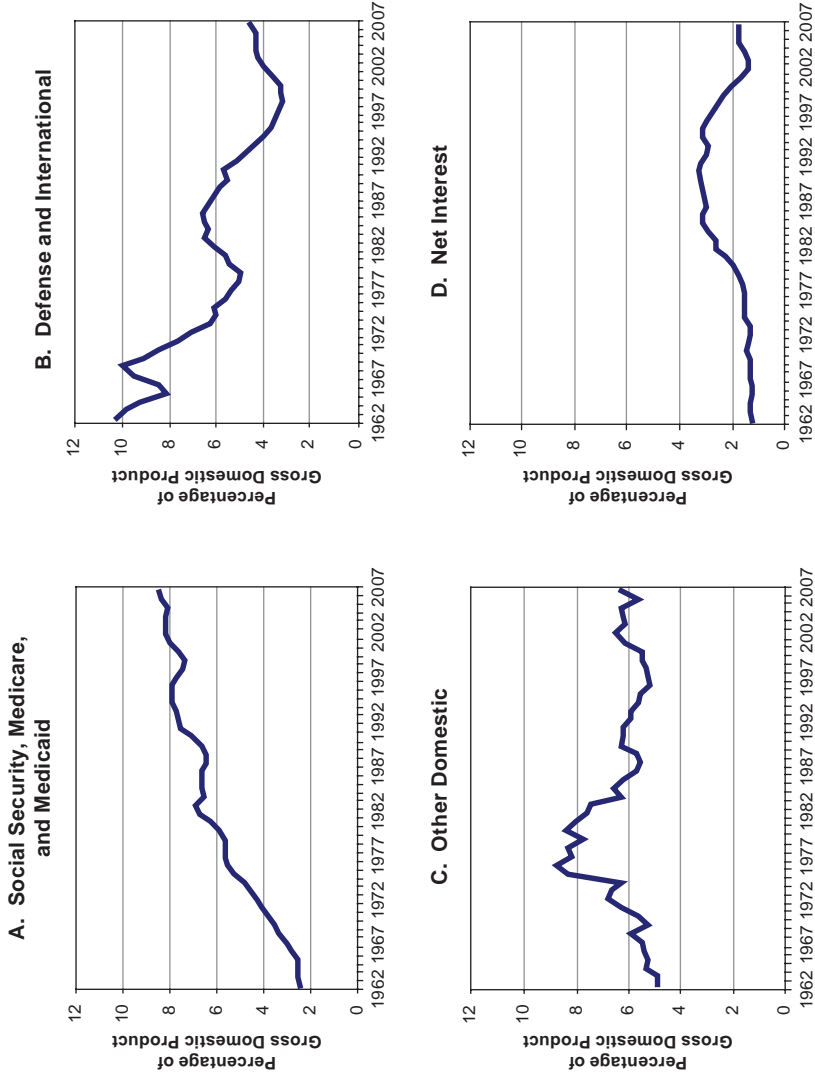 A. Social Security, Medicare,
and Medicaid
Percentage of
Gross Domestic Product
12
10
8
6
4
2
0
1962 1967 1972 1977 1982 1987 1992 1997 2002 2007
B. Defense and International
Percentage of
Gross Domestic Product
12
10
8
6
4
2
0
1962 1967 1972 1977 1982 1987 1992 1997 2002 2007
C. Other Domestic
Percentage of
Gross Domestic Product
12
10
8
6
4
2
0
1962 1967 1972 1977 1982 1987 1992 1997 2002 2007
D. Net Interest
Percentage of
Gross Domestic Product
12
10
8
6
4
2
0
1962 1967 1972 1977 1982 1987 1992 1997 2002 2007